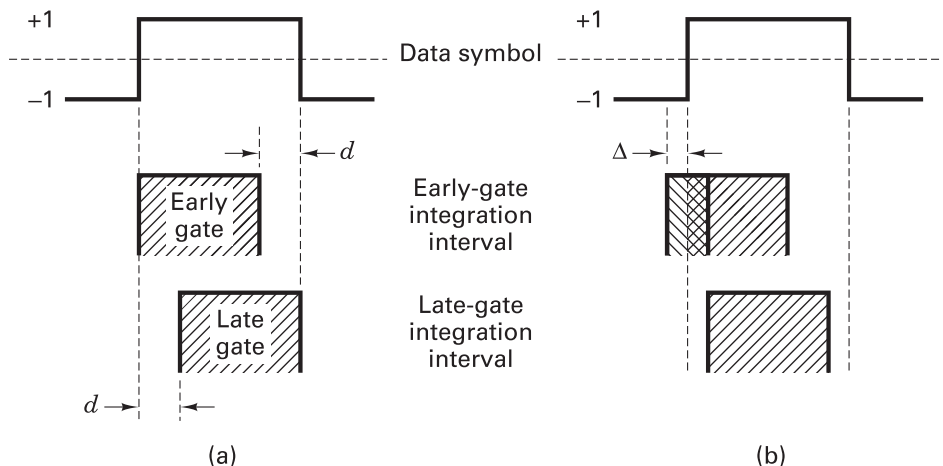 +1
Data symbol
+1
−1
−1
d
Δ
Early
gate
Early-gate
integration
interval
Late
gate
Late-gate
integration
interval
d
(a)
(b)